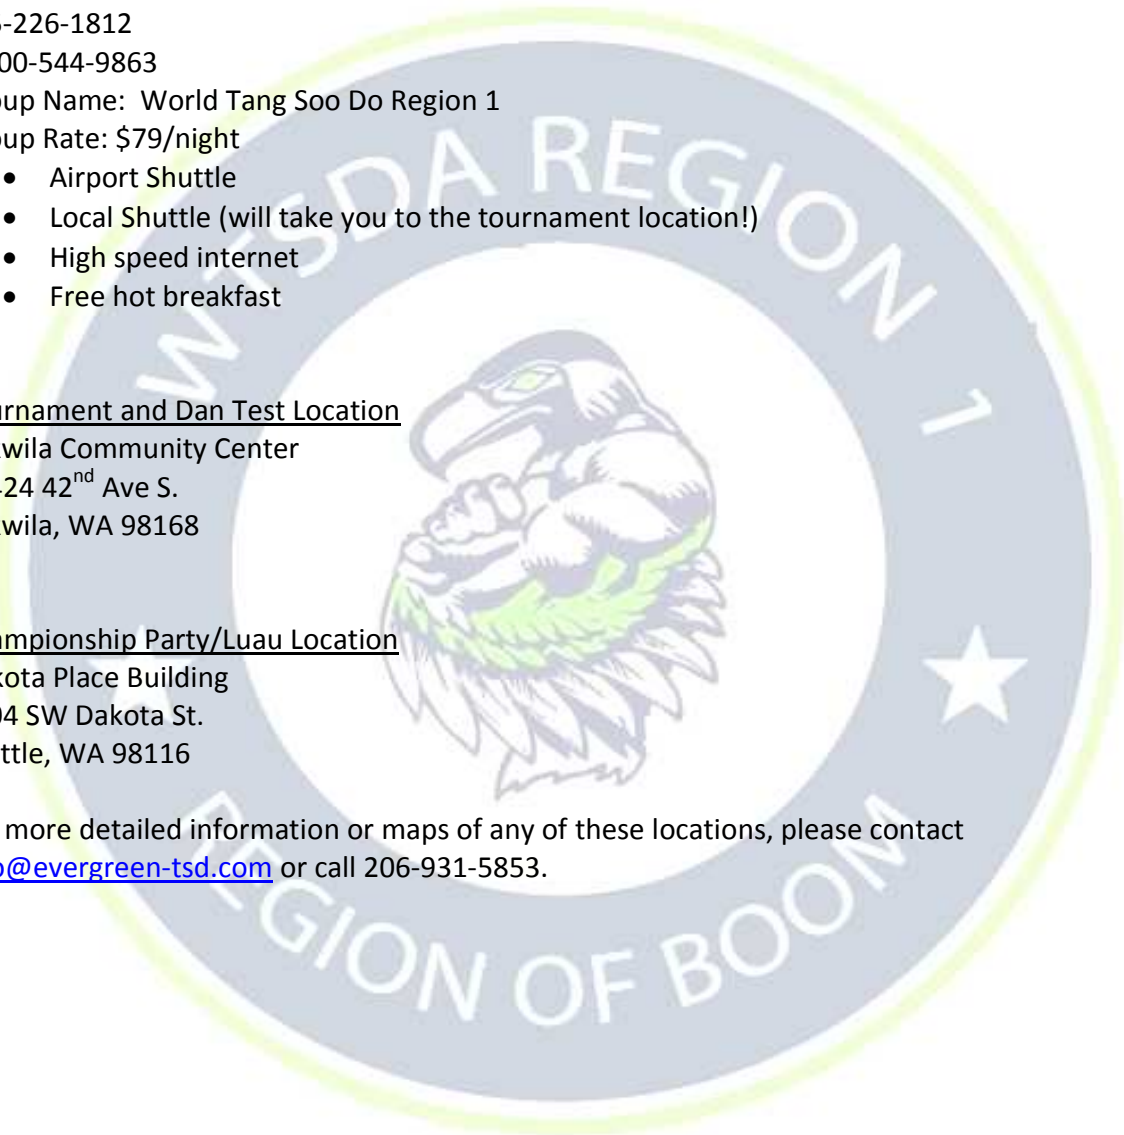 -226-1812
00-544-9863
oup Name: World Tang Soo Do Region 1
oup Rate: $79/night
• Airport Shuttle
• Local Shuttle (will take you to the tournament location!)
• High speed internet
• Free hot breakfast
urnament and Dan Test Location
wila Community Center
424 42nd Ave S.
wila, WA 98168
ampionship Party/Luau Location
kota Place Building
04 SW Dakota St.
ttle, WA 98116
more detailed information or maps of any of these locations, please contact
o@evergreen-tsd.com or call 206-931-5853.
WTSDA REGION 1
REGION OF BOOM